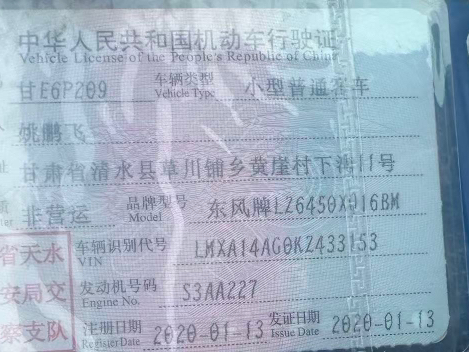 中华人民共和国机动车行驶证
Vehicle License of the People's Republic of China
甘E6P209 车辆类型 Vehicle Type 小型普通客车
姚鹏飞
甘肃省清水县草川铺乡黄崖村下沟11号
非营运 品牌型号 Model 东风牌LZ6450XQ16BM
车辆识别代号 VIN LMXA14AG0KZ433153
发动机号码 Engine No. S3AA227
注册日期 Register Date 2020-01-13 发证日期 Issue Date 2020-01-13
省天水
安局交
察支队